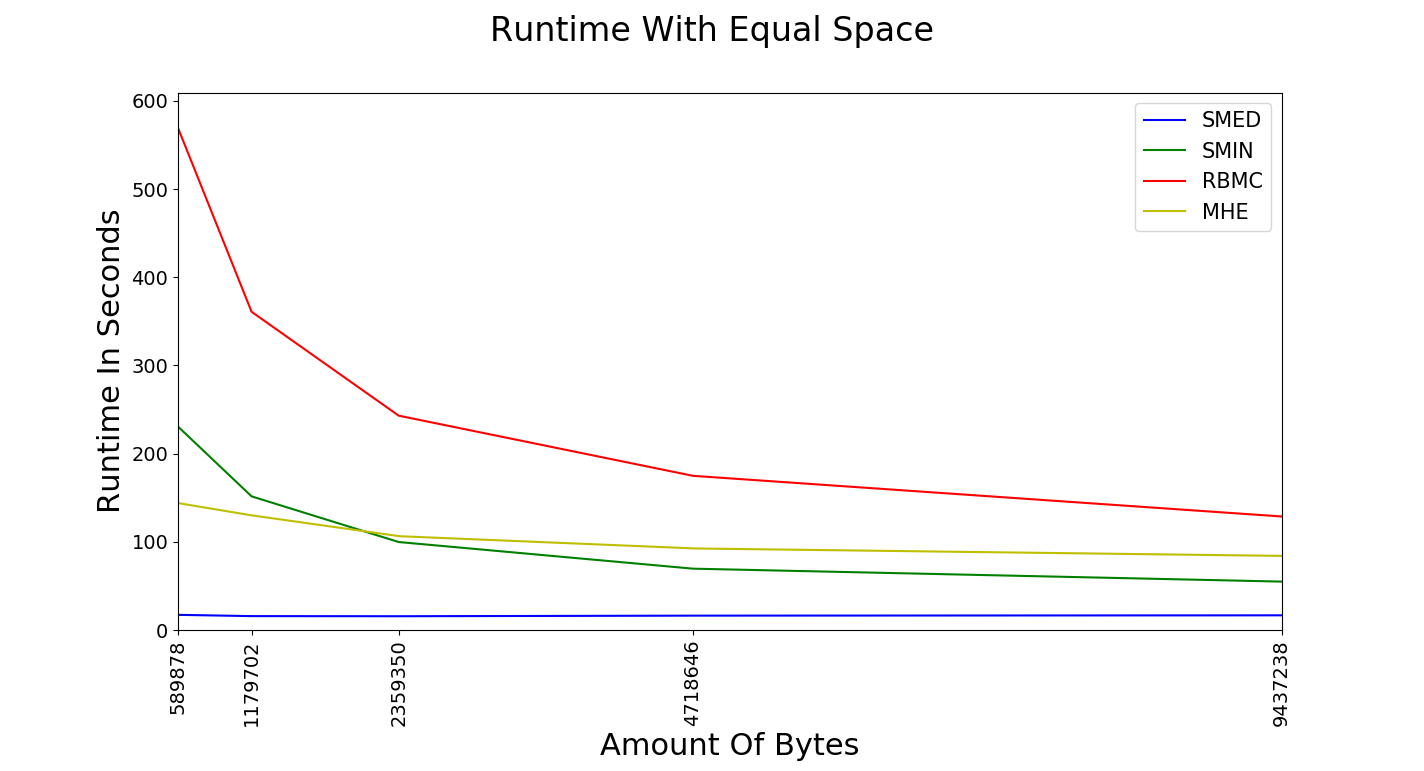 Runtime With Equal Space
Runtime In Seconds
600
500
400
300
200
100
0
SMED
SMIN
RBMC
MHE
589878
1179702
2359350
4718646
9437238
Amount Of Bytes